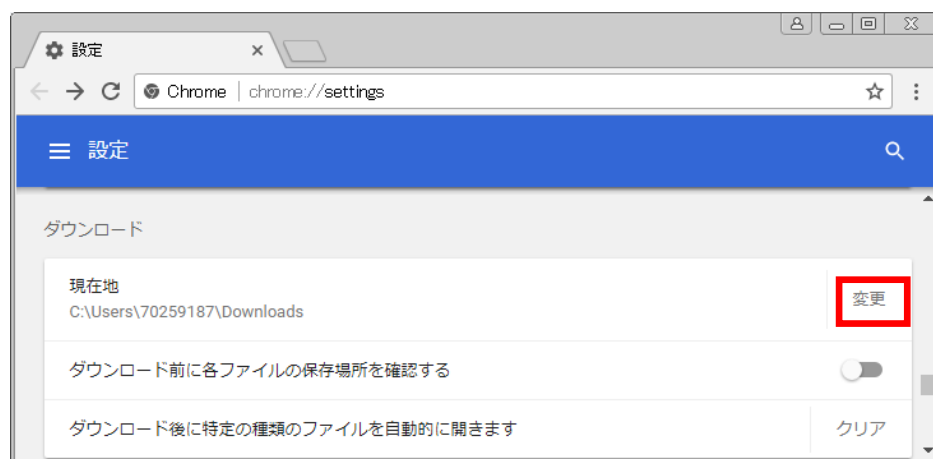 設定
Chrome | chrome://settings
設定
ダウンロード
現在地
C:\Users\70259187\Downloads
変更
ダウンロード前に各ファイルの保存場所を確認する
ダウンロード後に特定の種類のファイルを自動的に開きます
クリア